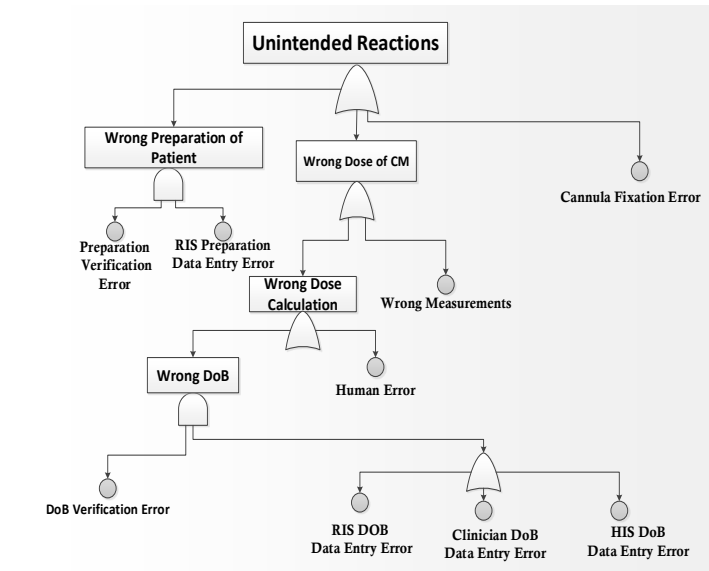 Unintended Reactions
Wrong Preparation of
Patient
Wrong Dose of CM
Cannula Fixation Error
Preparation
Verification
Error
RIS Preparation
Data Entry Error
Wrong Dose
Calculation
Wrong Measurements
Wrong DoB
Human Error
DoB Verification Error
RIS DOB
Data Entry Error
Clinician DoB
Data Entry Error
HIS DoB
Data Entry Error